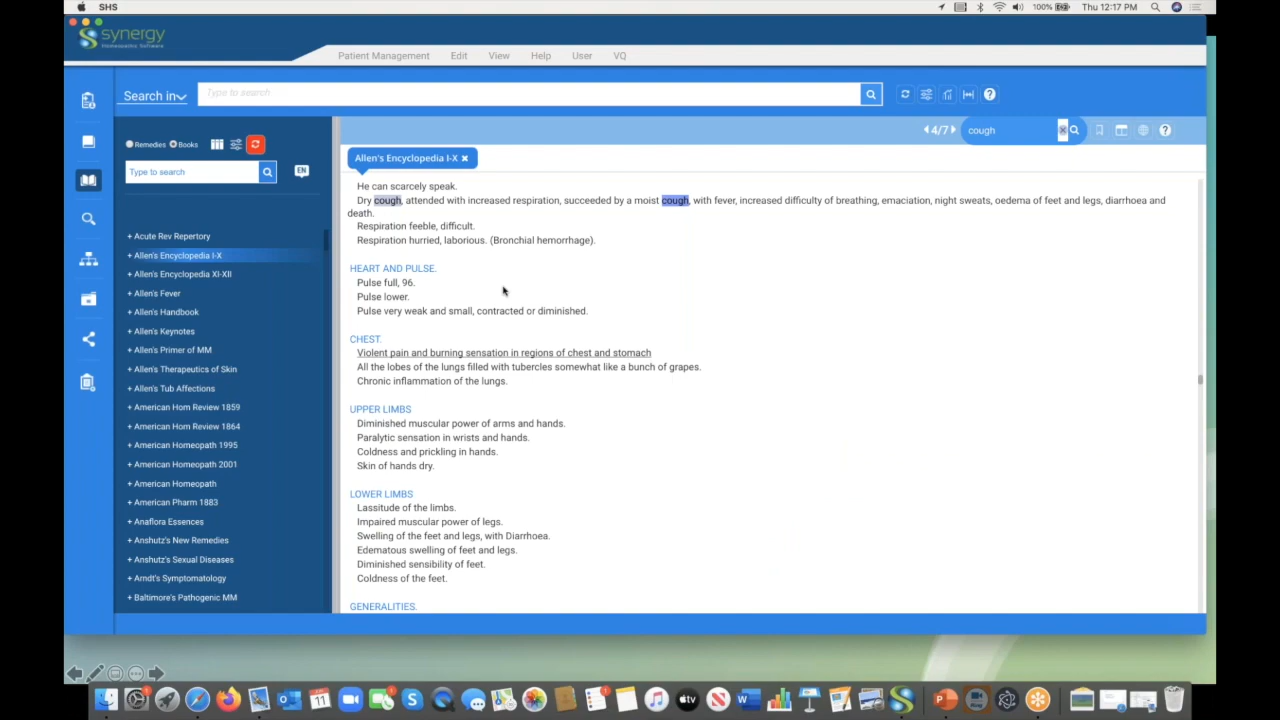 SHS
100%
Thu 12:17 PM
synergy
Homeopathic Software
Patient Management Edit View Help User VQ
Search in
Type to search
Remedies Books
Type to search
EN
4/7
cough
Allen's Encyclopedia I-X
+ Acute Rev Repertory
+ Allen's Encyclopedia I-X
+ Allen's Encyclopedia XI-XII
+ Allen's Fever
+ Allen's Handbook
+ Allen's Keynotes
+ Allen's Primer of MM
+ Allen's Therapeutics of Skin
+ Allen's Tub Affections
+ American Hom Review 1859
+ American Hom Review 1864
+ American Homeopath 1995
+ American Homeopath 2001
+ American Homeopath
+ American Pharm 1883
+ Anaflora Essences
+ Anshutz's New Remedies
+ Anshutz's Sexual Diseases
+ Arndt's Symptomatology
+ Baltimore's Pathogenic MM
He can scarcely speak.
Dry cough, attended with increased respiration, succeeded by a moist cough, with fever, increased difficulty of breathing, emaciation, night sweats, oedema of feet and legs, diarrhoea and
death.
Respiration feeble, difficult.
Respiration hurried, laborious. (Bronchial hemorrhage).
HEART AND PULSE.
Pulse full, 96.
Pulse lower.
Pulse very weak and small, contracted or diminished.
CHEST.
Violent pain and burning sensation in regions of chest and stomach
All the lobes of the lungs filled with tubercles somewhat like a bunch of grapes.
Chronic inflammation of the lungs.
UPPER LIMBS
Diminished muscular power of arms and hands.
Paralytic sensation in wrists and hands.
Coldness and prickling in hands.
Skin of hands dry.
LOWER LIMBS
Lassitude of the limbs.
Impaired muscular power of legs.
Swelling of the feet and legs, with Diarrhoea.
Edematous swelling of feet and legs.
Diminished sensibility of feet.
Coldness of the feet.
GENERALITIES.
11
tv